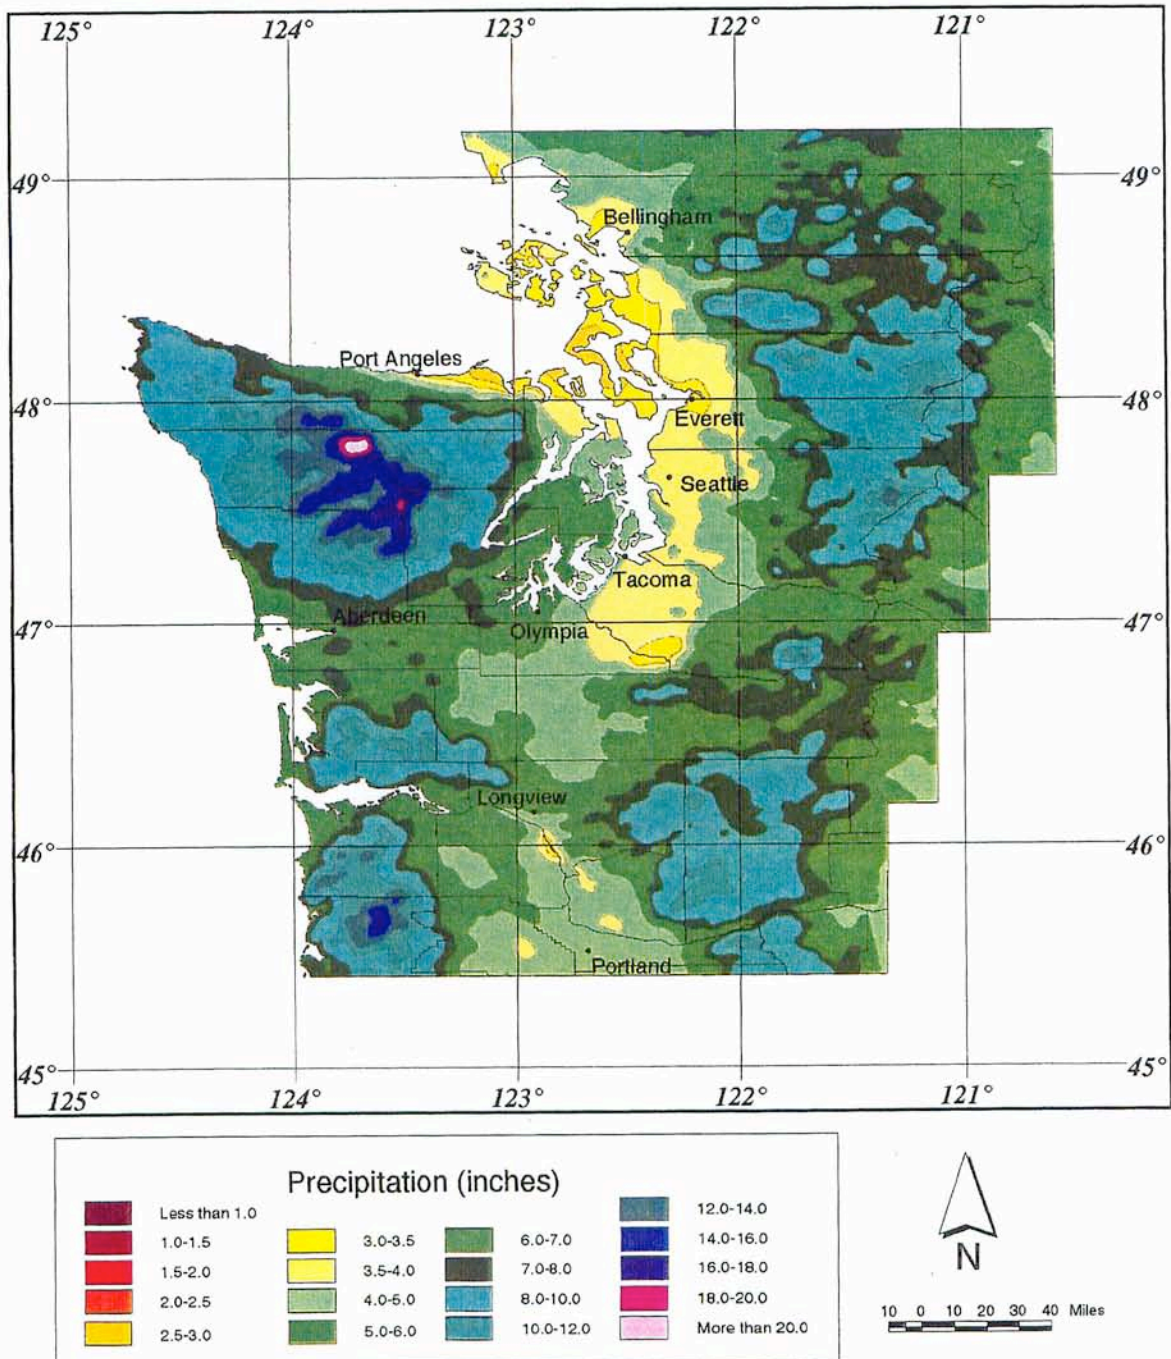 125° 124° 123° 122° 121°
49° 49°
Bellingham
Port Angeles
48° 48°
Everett
Seattle
Tacoma
Aberdeen
47° 47°
Olympia
Longview
46° 46°
Portland
45° 45°
125° 124° 123° 122° 121°
Precipitation (inches)
Less than 1.0
1.0-1.5
1.5-2.0
2.0-2.5
2.5-3.0
3.0-3.5
3.5-4.0
4.0-5.0
5.0-6.0
6.0-7.0
7.0-8.0
8.0-10.0
10.0-12.0
12.0-14.0
14.0-16.0
16.0-18.0
18.0-20.0
More than 20.0
N
10 0 10 20 30 40 Miles